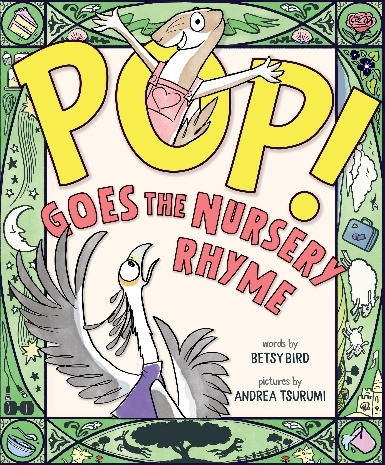 POP!
GOES THE NURSERY
RHYME
words by
BETSY BIRD
pictures by
ANDREA TSURUMI